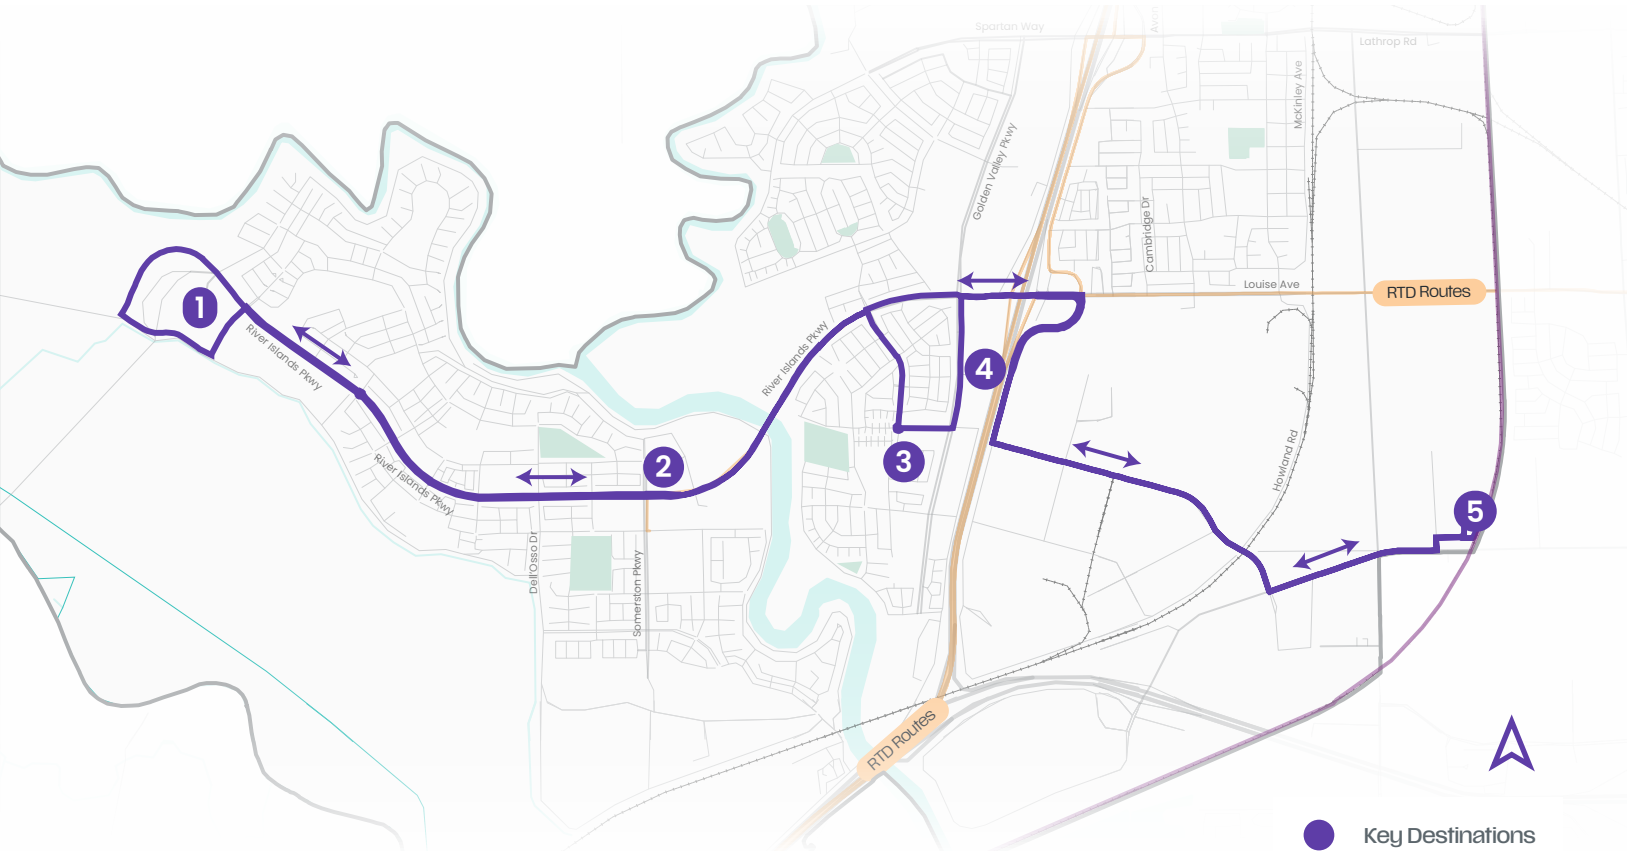 Spartan Way
Avon
Lathrop Rd
McKinley Ave
Golden Valley Pkwy
Cambridge Dr
Louise Ave
RTD Routes
1
River Islands Pkwy
River Islands Pkwy
4
2
3
River Islands Pkwy
Howland Rd
5
Dell'Osso Dr
Somerston Pkwy
RTD Routes
Key Destinations